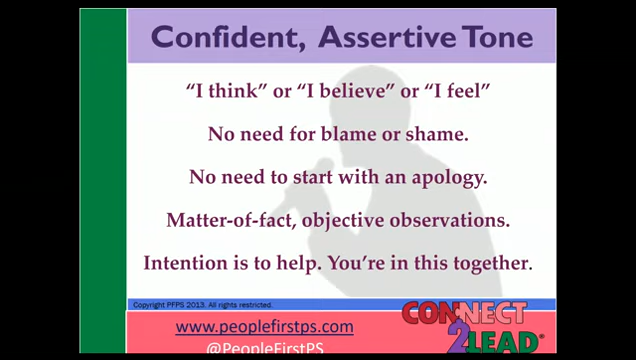 Confident, Assertive Tone
“I think” or “I believe” or “I feel”
No need for blame or shame.
No need to start with an apology.
Matter-of-fact, objective observations.
Intention is to help. You’re in this together.
Copyright PFPS 2013. All rights restricted.
www.peoplefirstps.com
@PeopleFirstPS
CONNECT
2LEAD®